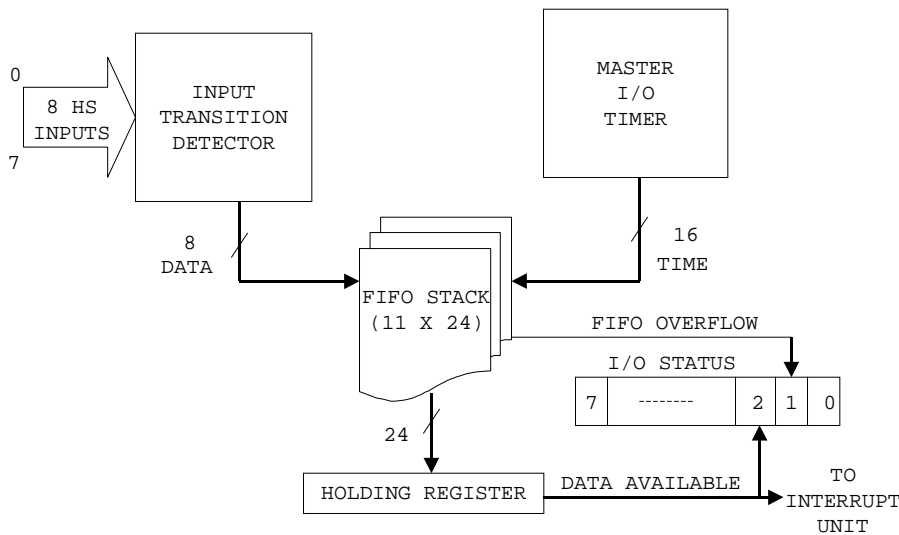 0
8 HS
INPUTS
7
INPUT
TRANSITION
DETECTOR
16
MASTER
I/O
TIMER
8
DATA
16
TIME
FIFO STACK
(11 X 24)
FIFO OVERFLOW
I/O STATUS
7 -------- 2 1 0
24
HOLDING REGISTER
DATA AVAILABLE
TO
INTERRUPT
UNIT